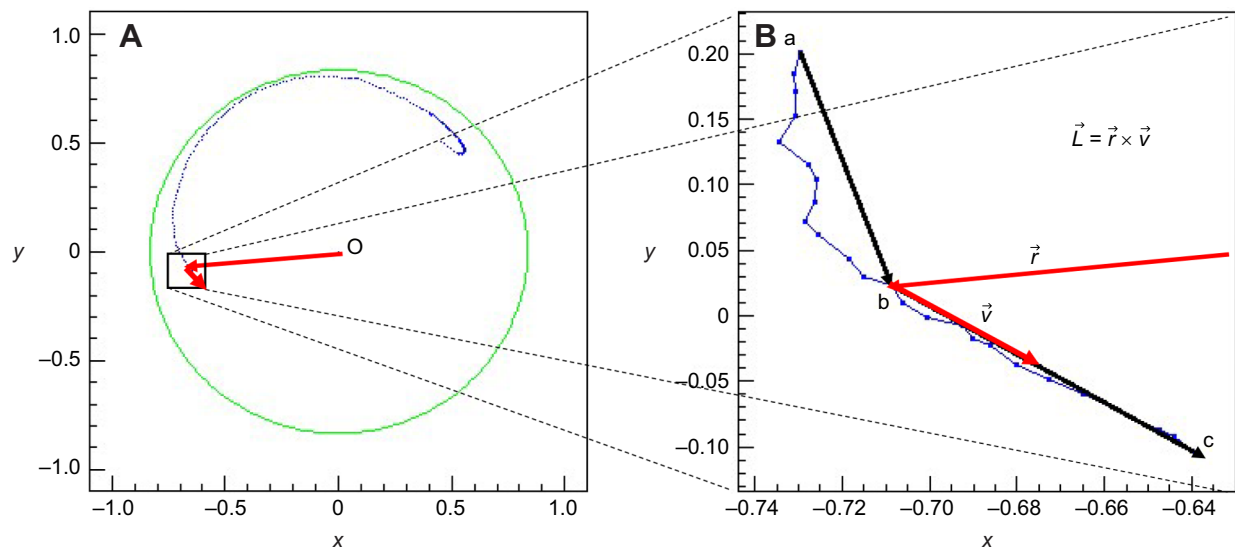 A
1.0
0.5
0
–0.5
–1.0
y
O
–1.0
–0.5
0
0.5
1.0
x
B
a
0.20
0.15
0.10
0.05
0
–0.05
–0.10
y
L⃗ = r⃗ × v⃗
r⃗
b
v⃗
c
–0.74
–0.72
–0.70
–0.68
–0.66
–0.64
x